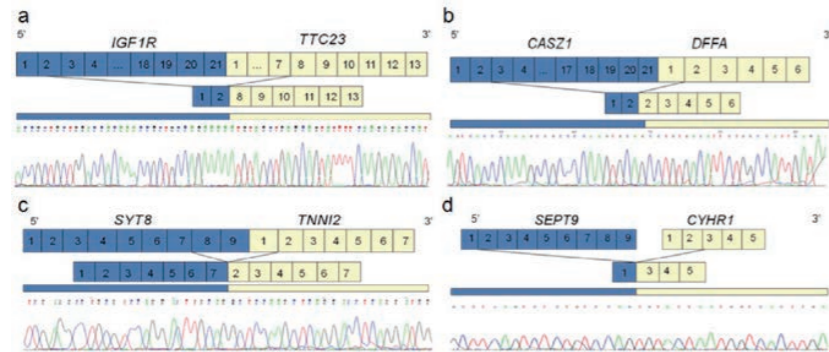 a
5'
3'
IGF1R
TTC23
1 2 3 4 ... 18 19 20 21 1 ... 7 8 9 10 11 12 13
1 2 8 9 10 11 12 13
b
5'
3'
CASZ1
DFFA
1 2 3 4 ... 17 18 19 20 21 1 2 3 4 5 6
1 2 2 3 4 5 6
c
5'
3'
SYT8
TNNI2
1 2 3 4 5 6 7 8 9 1 2 3 4 5 6 7
1 2 3 4 5 6 7 2 3 4 5 6 7
d
5'
3'
SEPT9
CYHR1
1 2 3 4 5 6 7 8 9 1 2 3 4 5
1 3 4 5